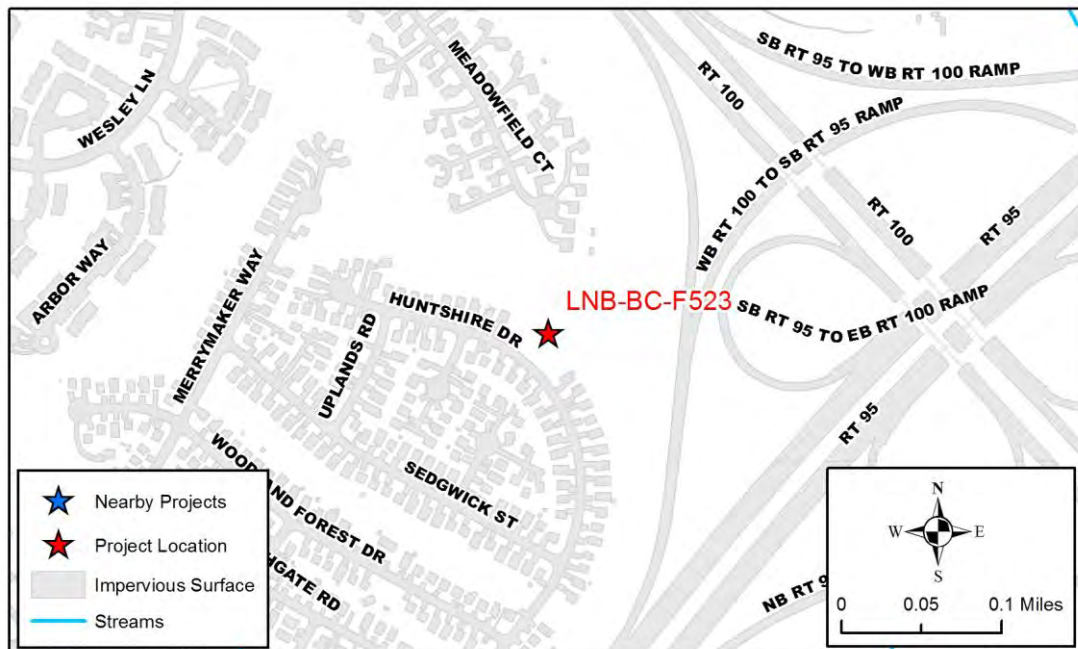 SB RT 95 TO WB RT 100 RAMP
MEADOWFIELD CT
RT 100
WESLEY LN
WB RT 100 TO SB RT 95 RAMP
RT 100
RT 95
ARBOR WAY
MERRYMAKER WAY
HUNTSHIRE DR
LNB-BC-F523
SB RT 95 TO EB RT 100 RAMP
UPLANDS RD
RT 95
SEDGWICK ST
FOREST DR
RD
NB RT
Nearby Projects
Project Location
Impervious Surface
Streams
N
W
E
S
0
0.05
0.1 Miles